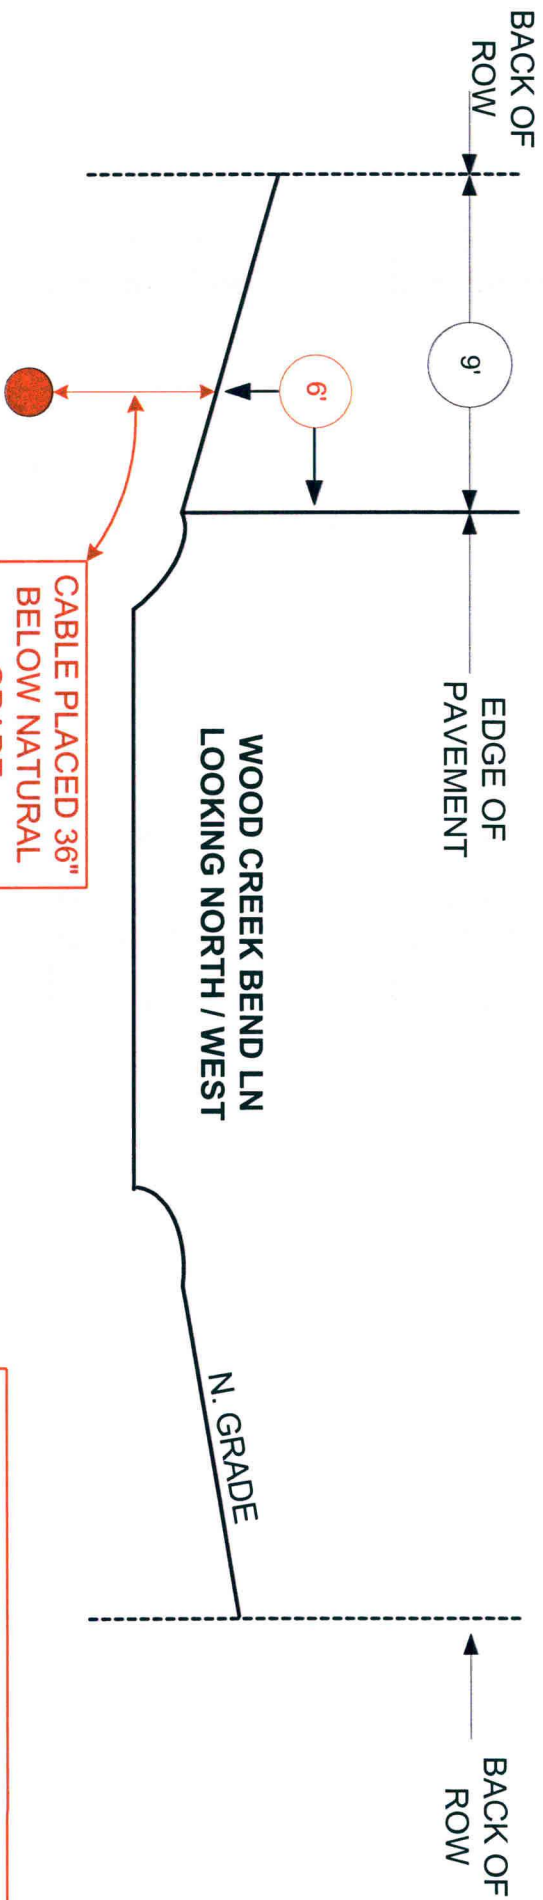 BACK OF
ROW
9'
EDGE OF
PAVEMENT
BACK OF
ROW
6'
WOOD CREEK BEND LN
LOOKING NORTH / WEST
N. GRADE
CABLE PLACED 36"
BELOW NATURAL